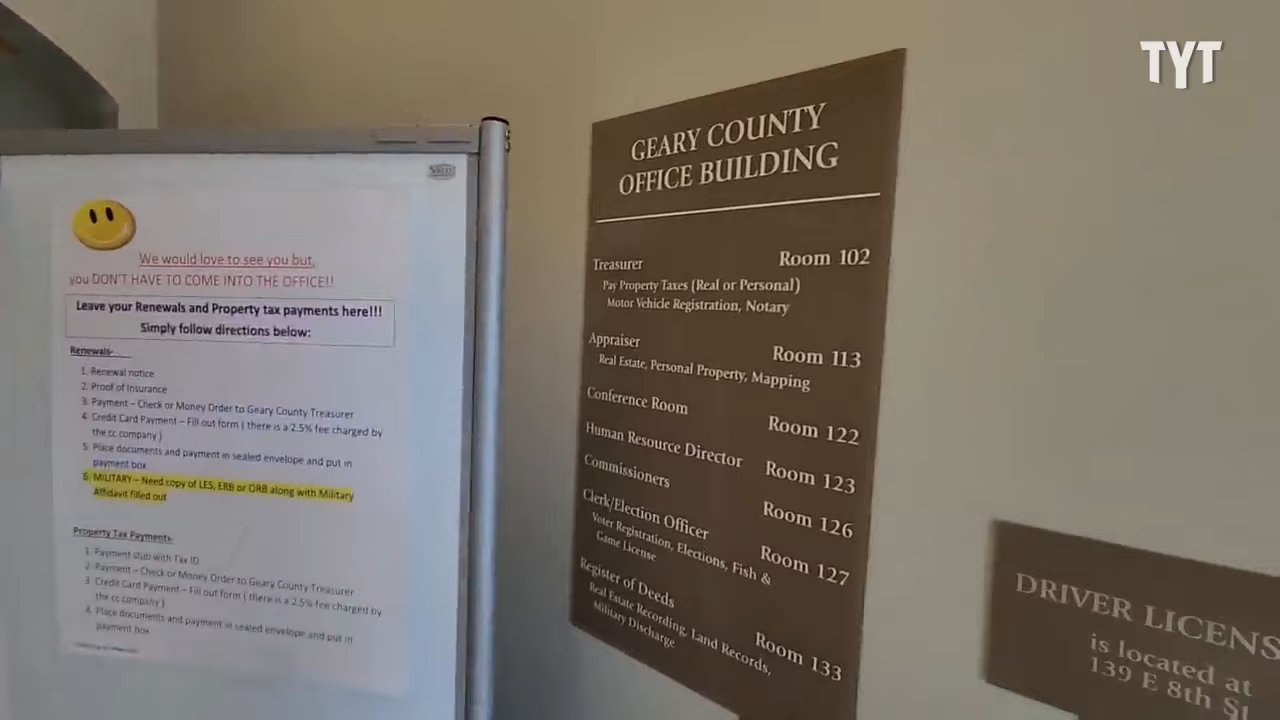 TYT
We would love to see you but,
you DON'T HAVE TO COME INTO THE OFFICE!!
Leave your Renewals and Property tax payments here!!!
Simply follow directions below:
Renewals-
1. Renewal notice
2. Proof of Insurance
3. Payment – Check or Money Order to Geary County Treasurer
4. Credit Card Payment – Fill out form ( there is a 2.5% fee charged by
the cc company )
5. Place documents and payment in sealed envelope and put in
payment box
6. MILITARY – Need copy of LES, ERB or ORB along with Military
Affidavit filled out
Property Tax Payments-
1. Payment stub with Tax ID
2. Payment – Check or Money Order to Geary County Treasurer
3. Credit Card Payment – Fill out form ( there is a 2.5% fee charged by
the cc company )
4. Place documents and payment in sealed envelope and put in
payment box
GEARY COUNTY
OFFICE BUILDING
Treasurer Room 102
Pay Property Taxes (Real or Personal)
Motor Vehicle Registration, Notary
Appraiser Room 113
Real Estate, Personal Property, Mapping
Conference Room Room 122
Human Resource Director Room 123
Commissioners Room 126
Clerk/Election Officer Room 127
Voter Registration, Elections, Fish &
Game License
Register of Deeds Room 133
Real Estate Recording, Land Records,
Military Discharge
DRIVER LICENS
is located at
139 E 8th St